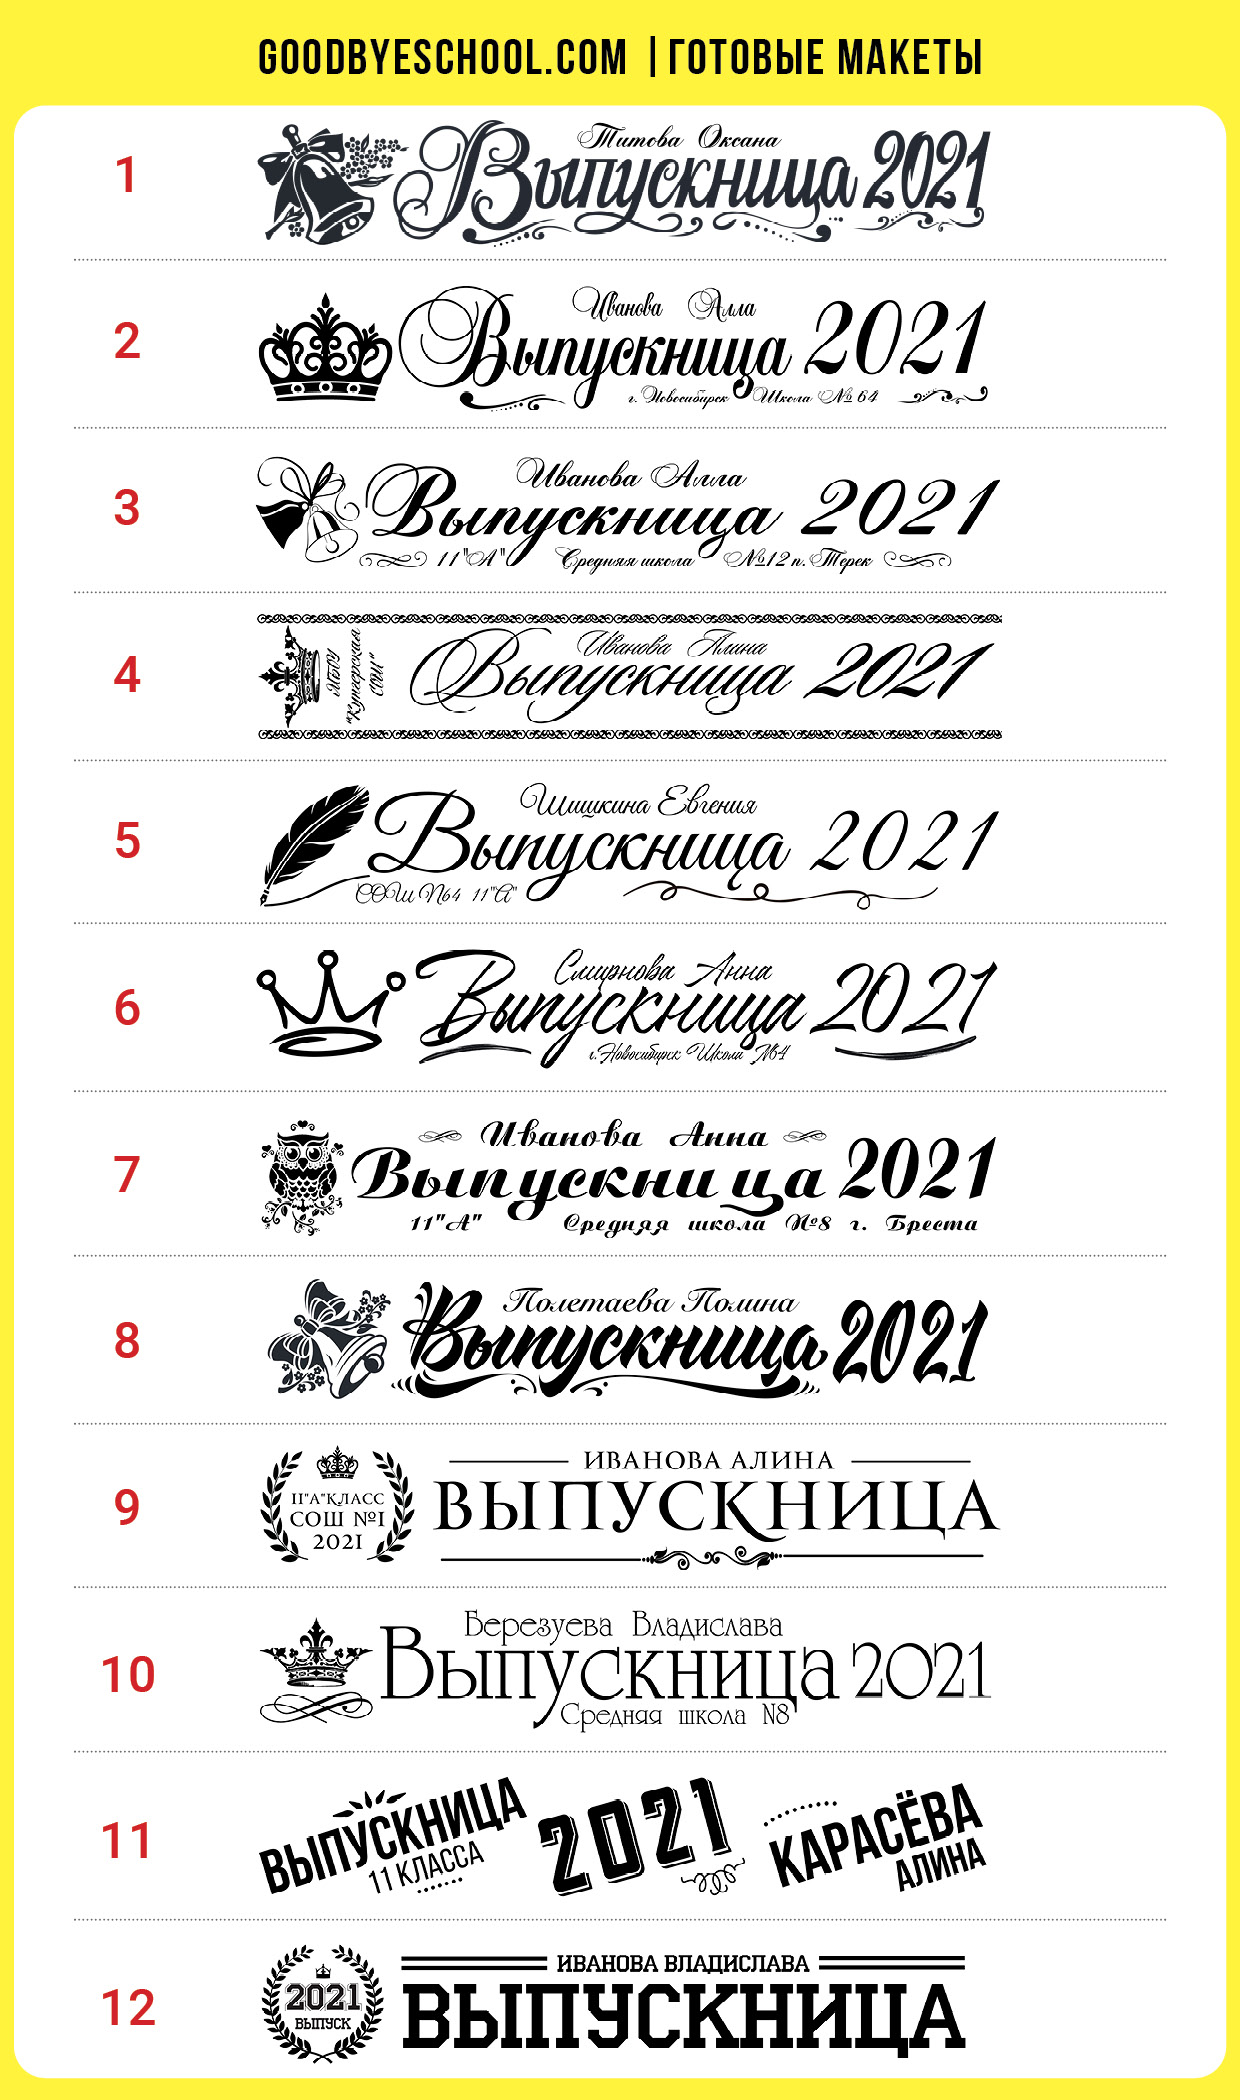 GOODBYESCHOOL.COM | ГОТОВЫЕ МАКЕТЫ
1
Титова Оксана
Выпускница 2021
2
Иванова Алла
Выпускница 2021
г. Новосибирск Школа № 64
3
Иванова Алла
Выпускница 2021
11"А" Средняя школа №12 п. Терек
4
МБОУ
"Кутерская
СОШ"
Иванова Алина
Выпускница 2021
5
Шишкина Евгения
Выпускница 2021
СОШ №64 11"А"
6
Смирнова Анна
Выпускница 2021
г. Новосибирск Школа №64
7
Иванова Анна
Выпускница 2021
11"А" Средняя школа №8 г. Бреста
8
Полетаева Полина
Выпускница 2021
9
11"А"КЛАСС
СОШ №1
2021
ИВАНОВА АЛИНА
ВЫПУСКНИЦА
10
Березуева Владислава
Выпускница 2021
Средняя школа N8
11
ВЫПУСКНИЦА
11 КЛАССА
2021
КАРАСЁВА
АЛИНА
12
2021
ВЫПУСК
ИВАНОВА ВЛАДИСЛАВА
ВЫПУСКНИЦА